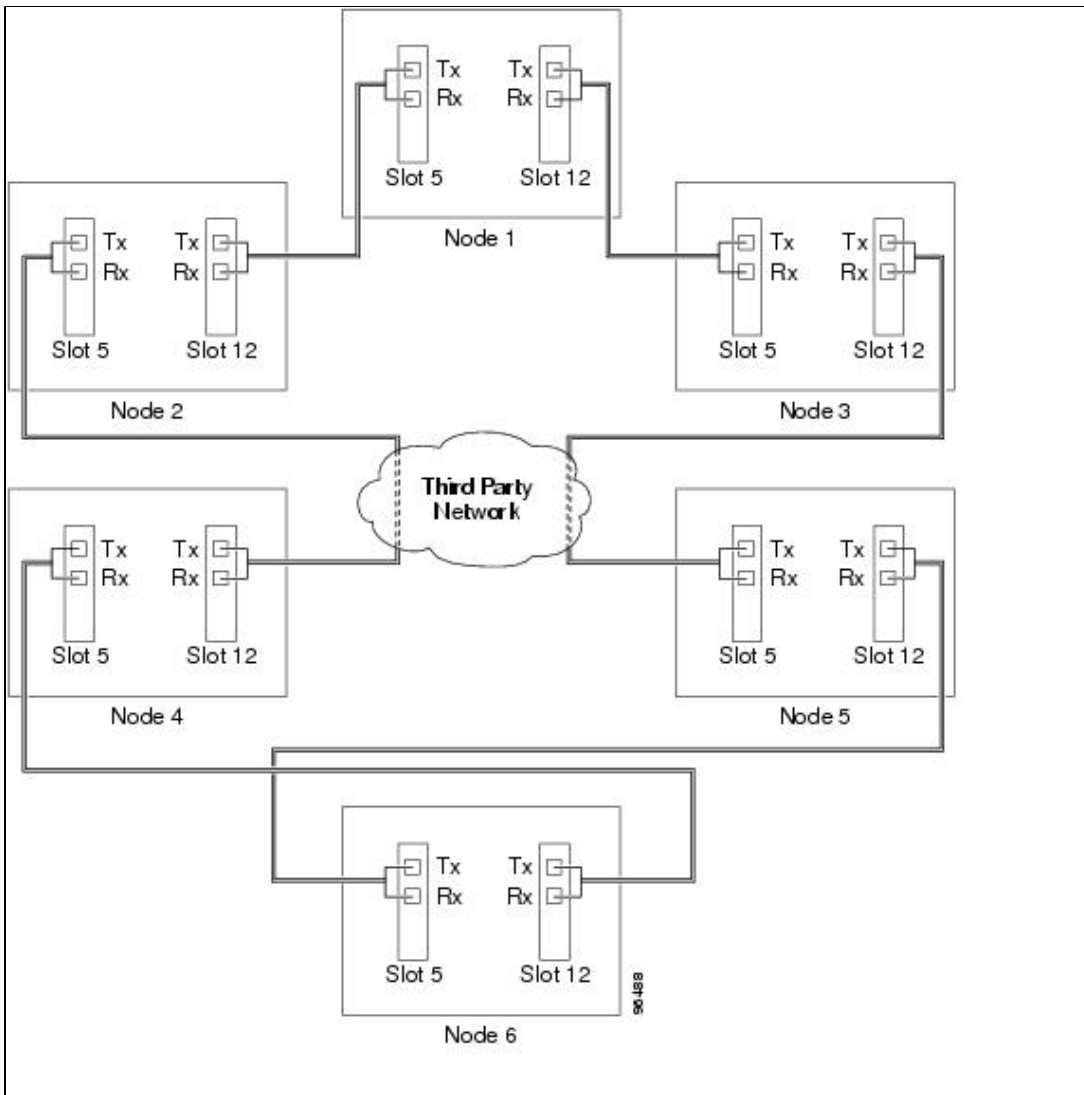 Tx Tx
Rx Rx
Slot 5 Slot 12
Node 1
Tx Tx
Rx Rx
Slot 5 Slot 12
Node 2
Tx Tx
Rx Rx
Slot 5 Slot 12
Node 3
Third Party
Network
Tx Tx
Rx Rx
Slot 5 Slot 12
Node 4
Tx Tx
Rx Rx
Slot 5 Slot 12
Node 5
Tx Tx
Rx Rx
Slot 5 Slot 12
Node 6
96488